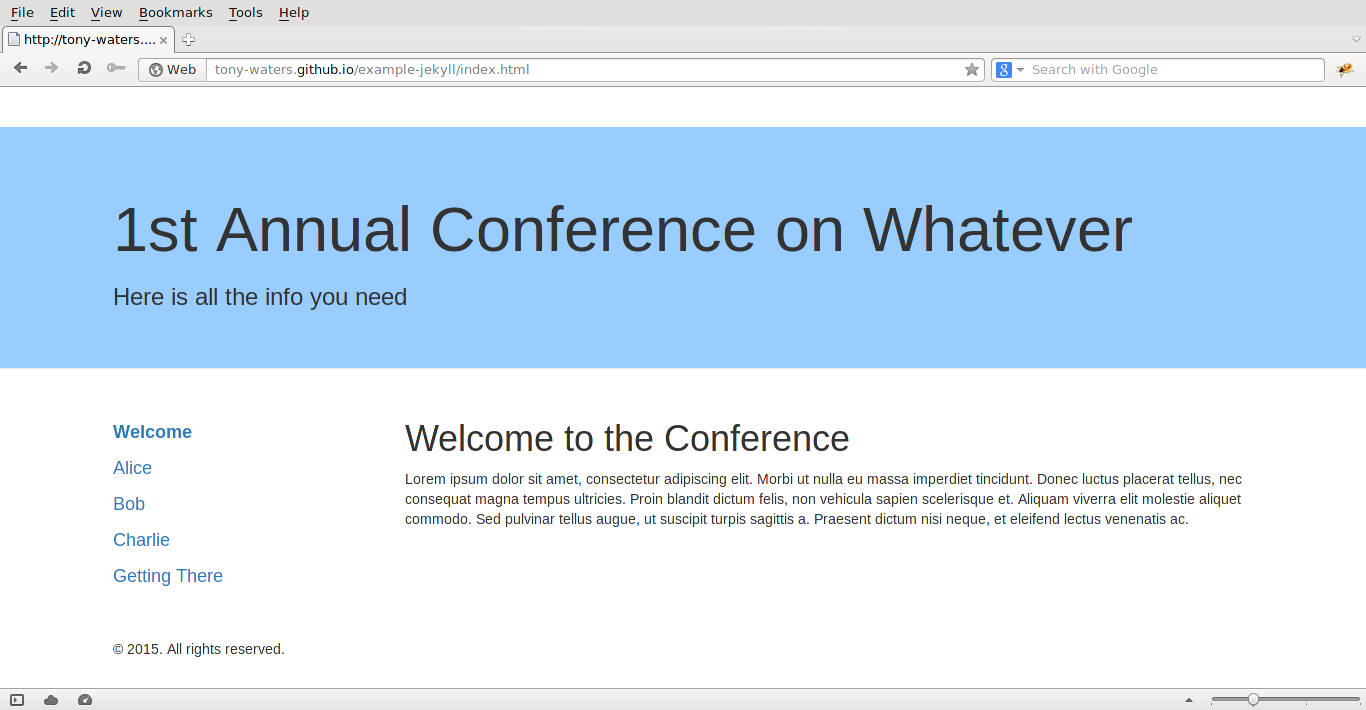 File Edit View Bookmarks Tools Help
http://tony-waters....
Web tony-waters.github.io/example-jekyll/index.html g Search with Google
1st Annual Conference on Whatever
Here is all the info you need
Welcome
Alice
Bob
Charlie
Getting There
Welcome to the Conference
Lorem ipsum dolor sit amet, consectetur adipiscing elit. Morbi ut nulla eu massa imperdiet tincidunt. Donec luctus placerat tellus, nec
consequat magna tempus ultricies. Proin blandit dictum felis, non vehicula sapien scelerisque et. Aliquam viverra elit molestie aliquet
commodo. Sed pulvinar tellus augue, ut suscipit turpis sagittis a. Praesent dictum nisi neque, et eleifend lectus venenatis ac.
© 2015. All rights reserved.